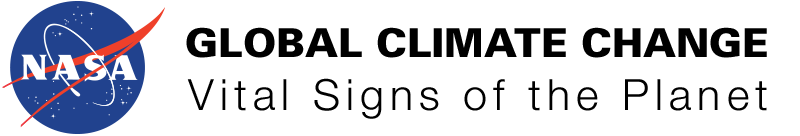 NASA
GLOBAL CLIMATE CHANGE
Vital Signs of the Planet